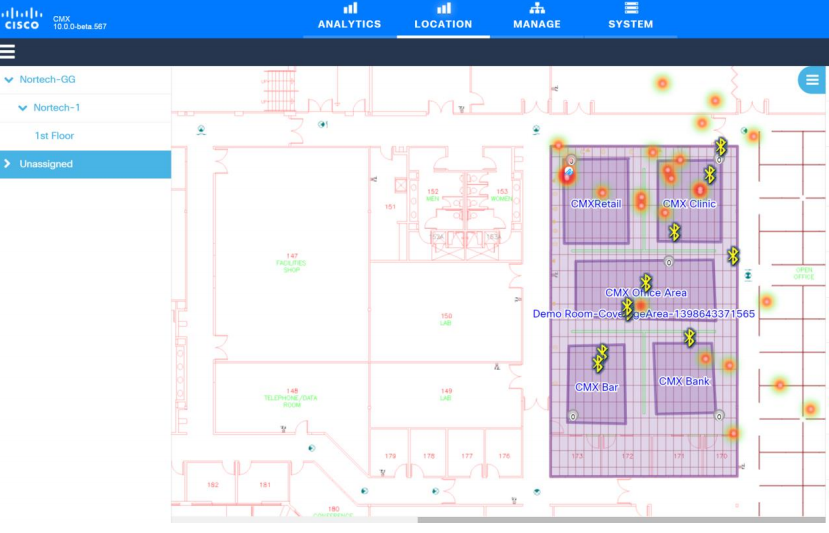 CISCO
CMX
10.0.0-beta.567
ANALYTICS
LOCATION
MANAGE
SYSTEM
Nortech-GG
Nortech-1
1st Floor
Unassigned
152
MEN
153
WOMEN
151
147
FACILITIES
SHOP
150
LAB
148
TELEPHONE/DATA
ROOM
149
LAB
CMXRetail
CMX Clinic
OPEN
OFFICE
CMX Office Area
Demo Room-CoverageArea-1398643371565
CMX Bar
CMX Bank
179
178
177
176
173
172
171
170
182
181
180
CONFERENCE